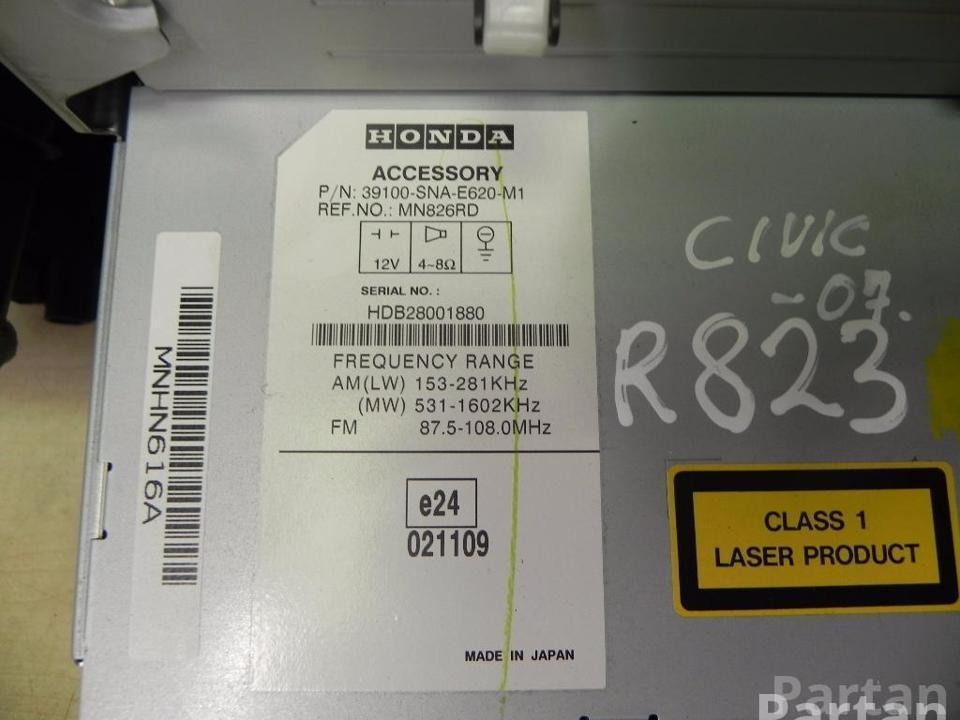 HONDA
ACCESSORY
P/N: 39100-SNA-E620-M1
REF.NO.: MN826RD
12V 4~8Ω
SERIAL NO.:
HDB28001880
FREQUENCY RANGE
AM(LW) 153-281KHz
(MW) 531-1602KHz
FM 87.5-108.0MHz
e24
021109
MADE IN JAPAN
MNHN616A
CIVIC
-07.
R823
CLASS 1
LASER PRODUCT
Partan
Partan